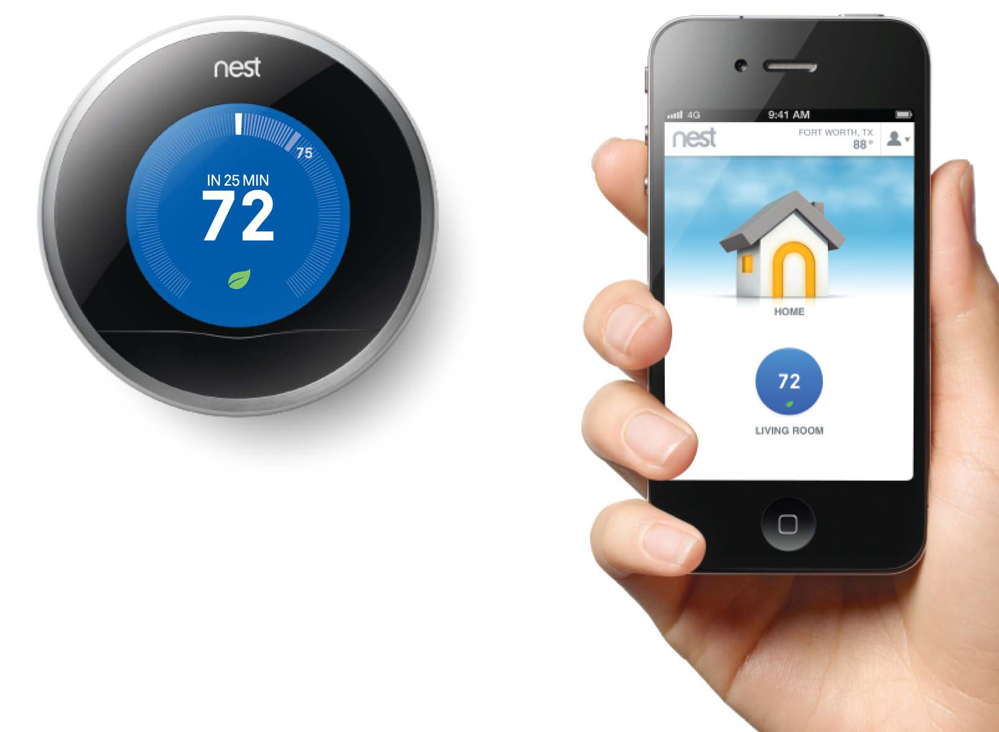 nest
75
IN 25 MIN
72
4G 9:41 AM
nest
FORT WORTH, TX
88°
HOME
72
LIVING ROOM